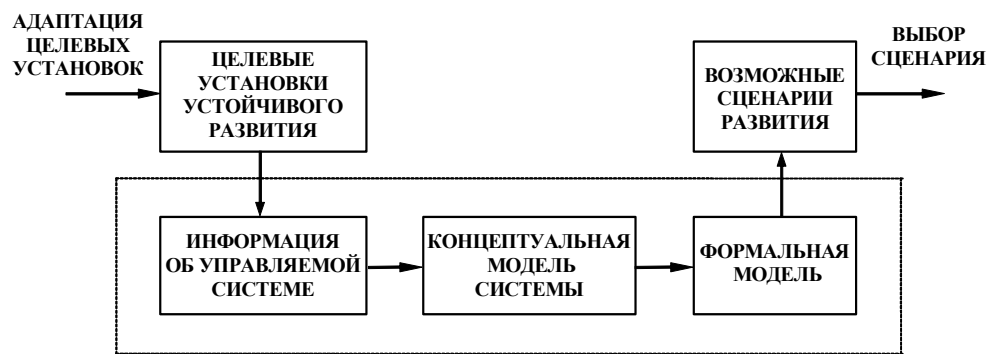 АДАПТАЦИЯ
ЦЕЛЕВЫХ
УСТАНОВОК
ЦЕЛЕВЫЕ
УСТАНОВКИ
УСТОЙЧИВОГО
РАЗВИТИЯ
ВОЗМОЖНЫЕ
СЦЕНАРИИ
РАЗВИТИЯ
ВЫБОР
СЦЕНАРИЯ
ИНФОРМАЦИЯ
ОБ УПРАВЛЯЕМОЙ
СИСТЕМЕ
КОНЦЕПТУАЛЬНАЯ
МОДЕЛЬ
СИСТЕМЫ
ФОРМАЛЬНАЯ
МОДЕЛЬ